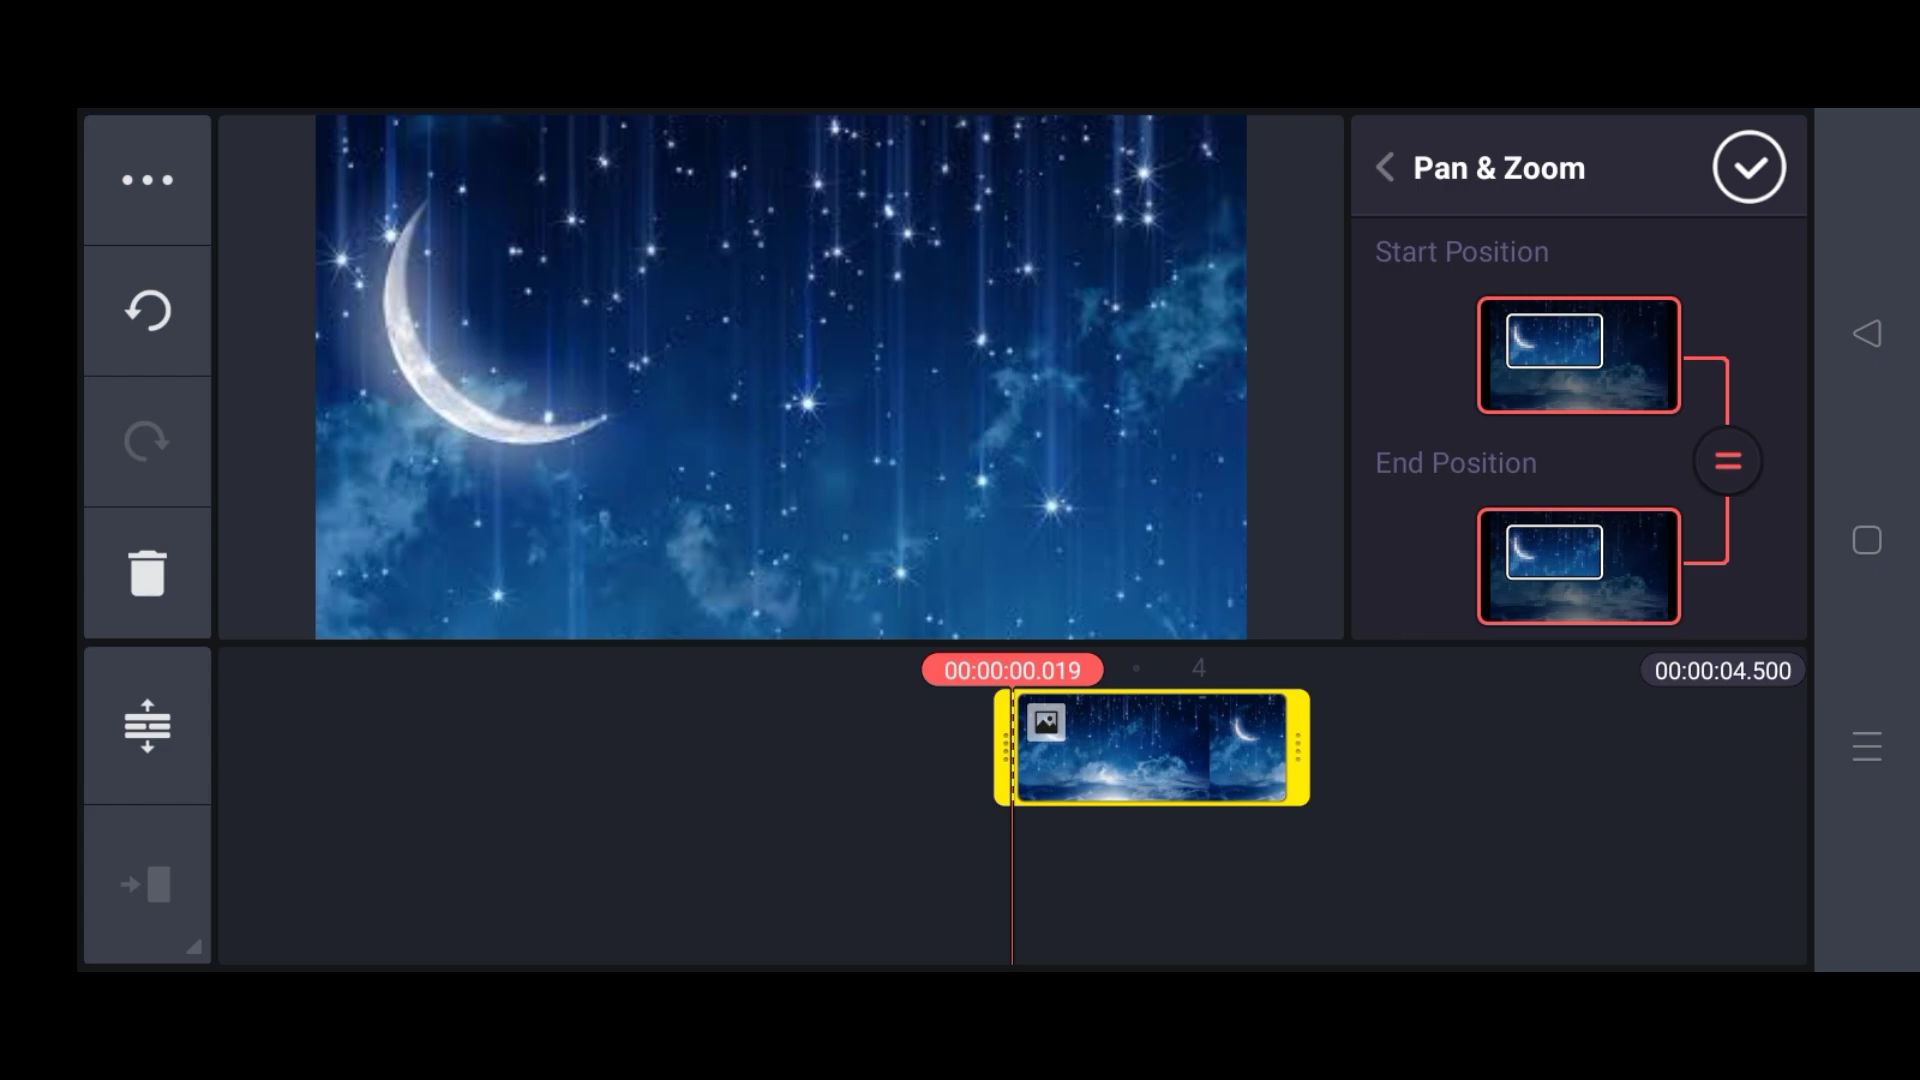 Pan & Zoom
Start Position
End Position
00:00:00.019
4
00:00:04.500